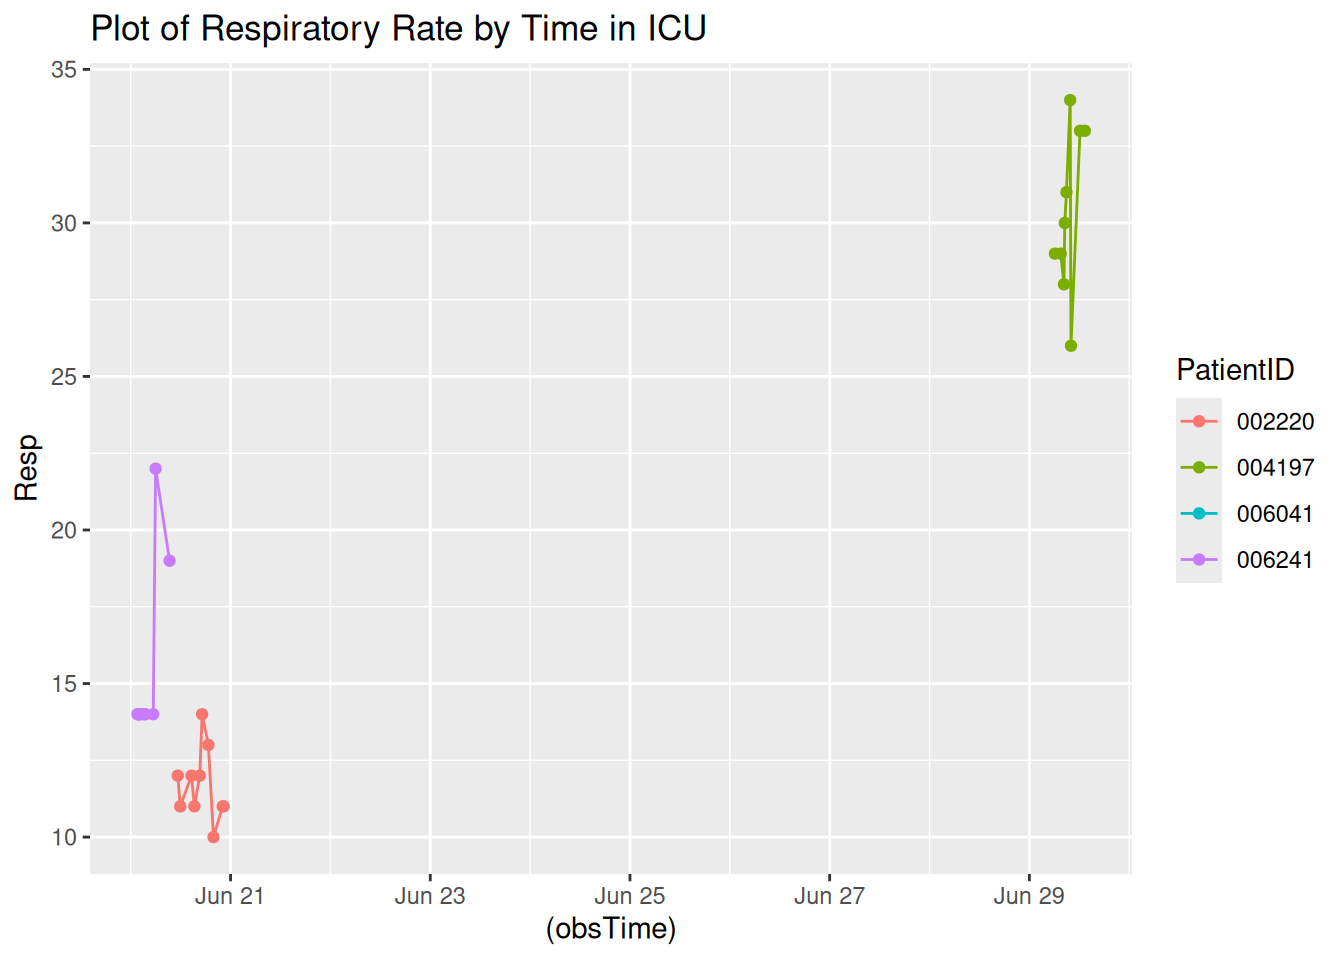 Plot of Respiratory Rate by Time in ICU
35
30
25
20
15
10
Resp
Jun 21 Jun 23 Jun 25 Jun 27 Jun 29
(obsTime)
PatientID
002220
004197
006041
006241